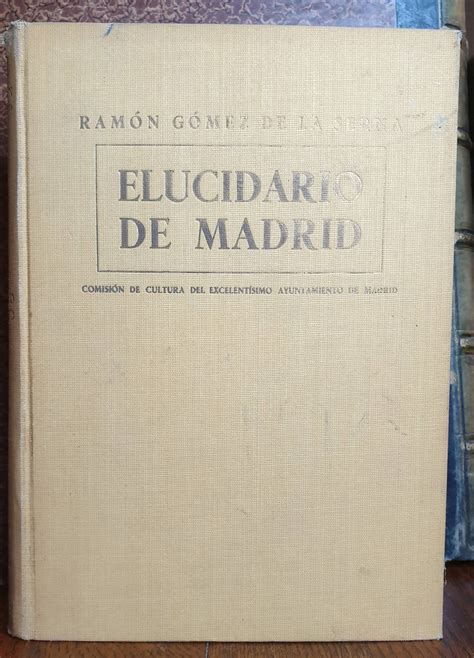 RAMÓN GÓMEZ DE LA SERNA
ELUCIDARIO
DE MADRID
COMISIÓN DE CULTURA DEL EXCELENTÍSIMO AYUNTAMIENTO DE MADRID